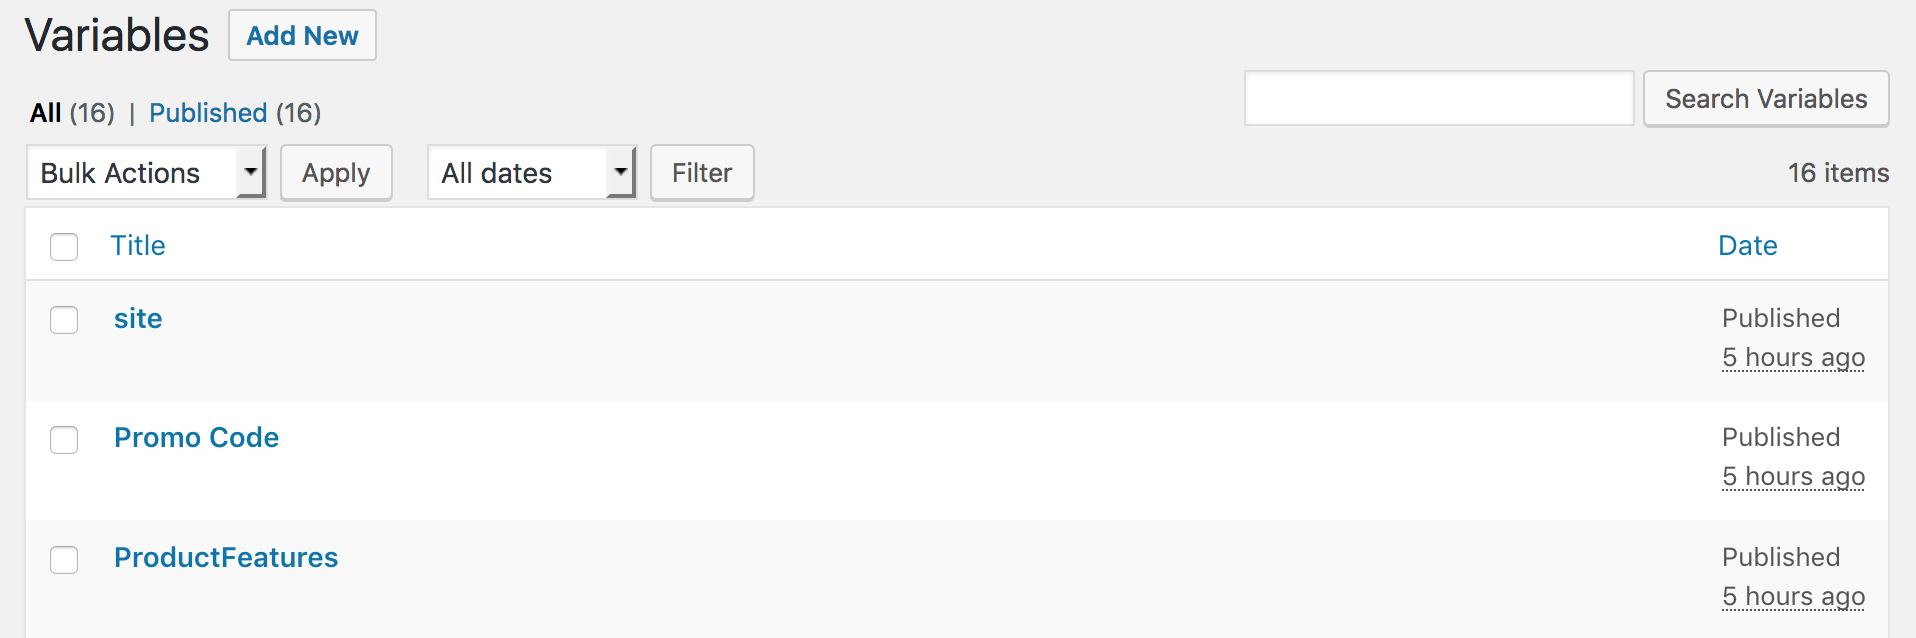 Variables Add New
All (16) | Published (16)
Search Variables
Bulk Actions Apply All dates Filter 16 items
Title Date
site Published
5 hours ago
Promo Code Published
5 hours ago
ProductFeatures Published
5 hours ago